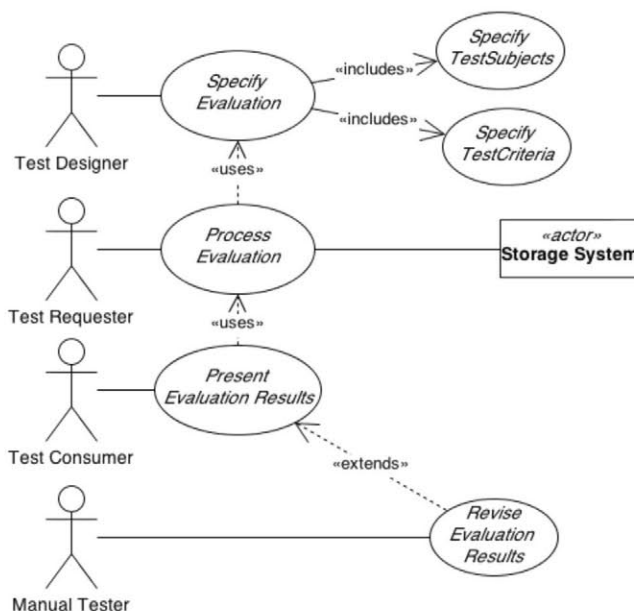 Specify
TestSubjects
«includes»
Specify
Evaluation
«includes»
Specify
TestCriteria
Test Designer
«uses»
Process
Evaluation
«actor»
Storage System
Test Requester
«uses»
Present
Evaluation Results
Test Consumer
«extends»
Revise
Evaluation
Results
Manual Tester